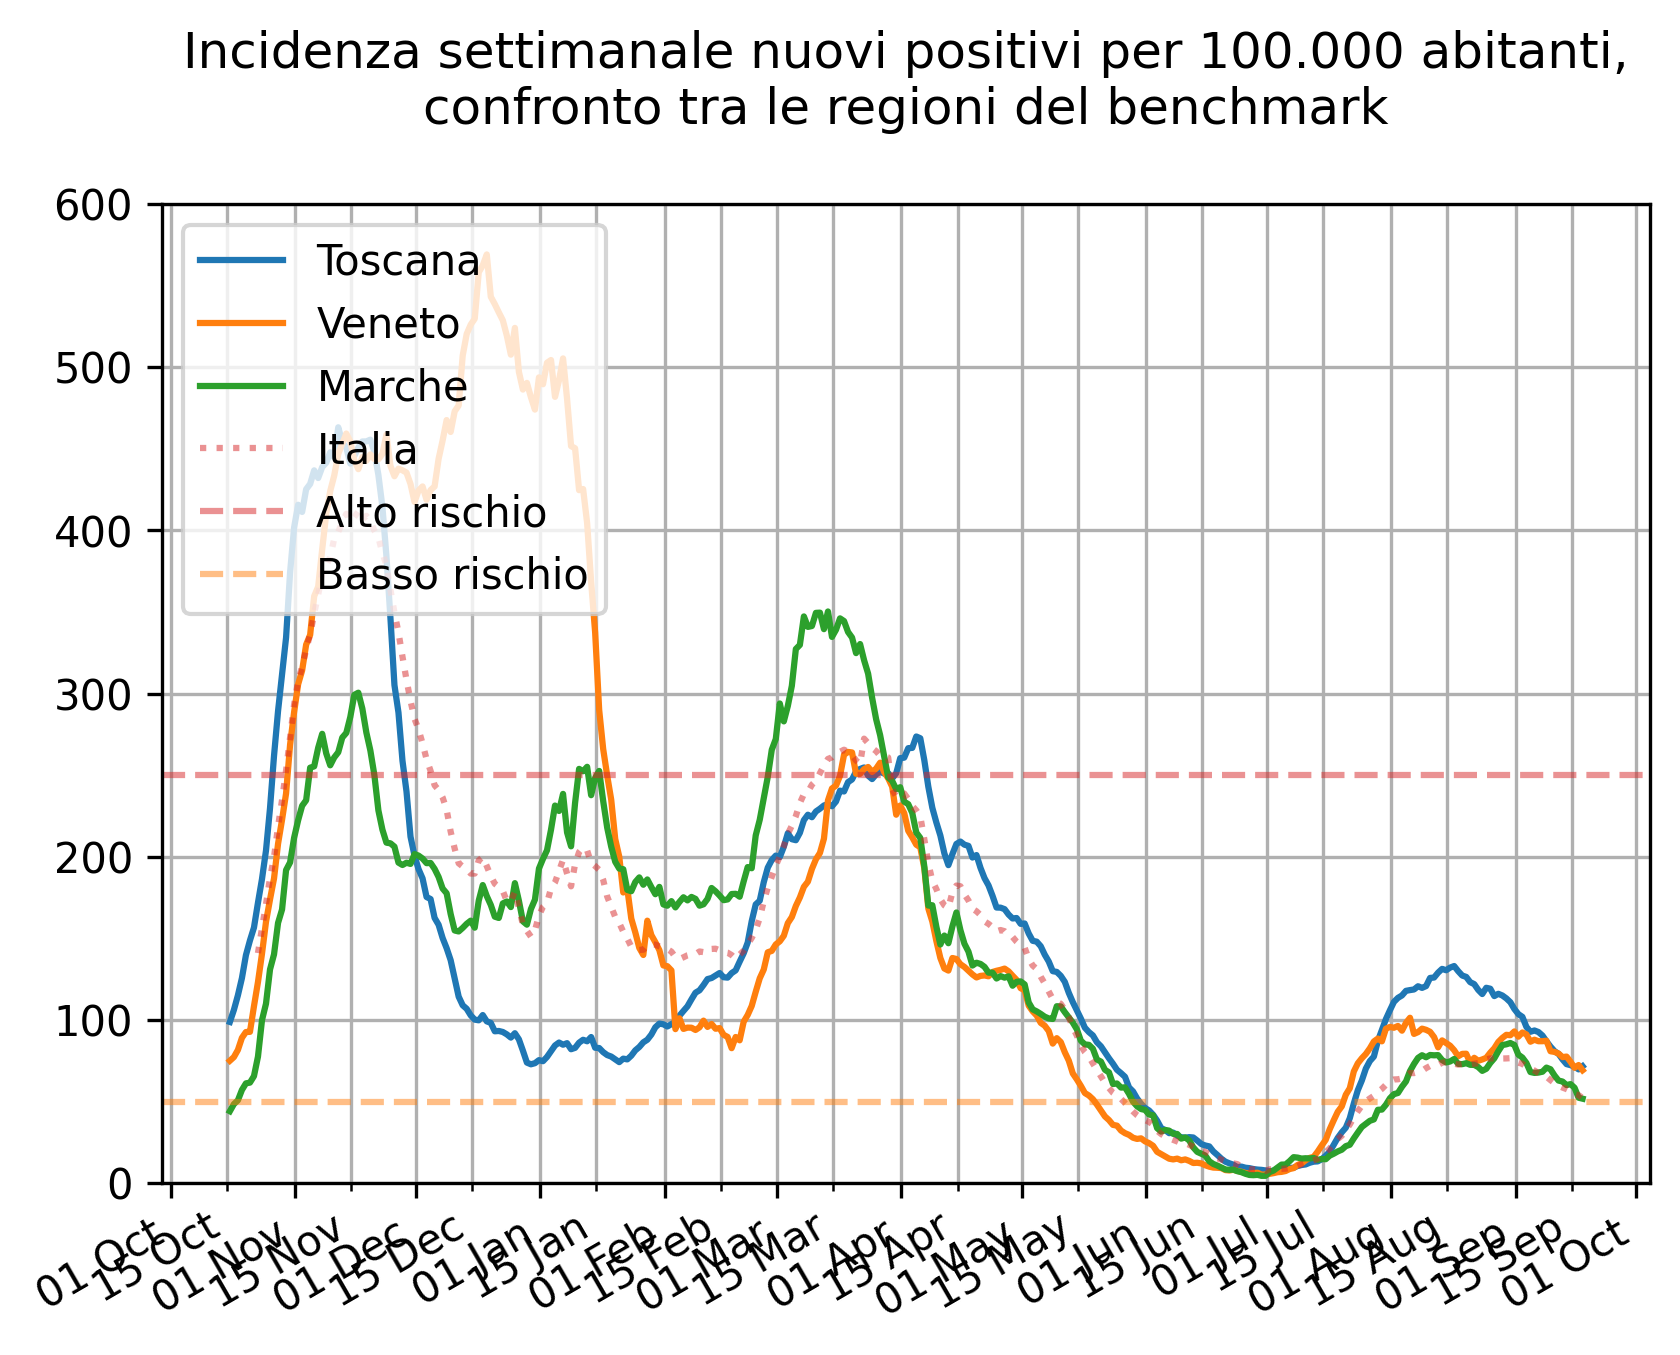 Incidenza settimanale nuovi positivi per 100.000 abitanti,
confronto tra le regioni del benchmark
600
500
400
300
200
100
0
Toscana
Veneto
Marche
Italia
Alto rischio
Basso rischio
01 Oct
15 Oct
01 Nov
15 Nov
01 Dec
15 Dec
01 Jan
15 Jan
01 Feb
15 Feb
01 Mar
15 Mar
01 Apr
15 Apr
01 May
15 May
01 Jun
15 Jun
01 Jul
15 Jul
01 Aug
15 Aug
01 Sep
15 Sep
01 Oct